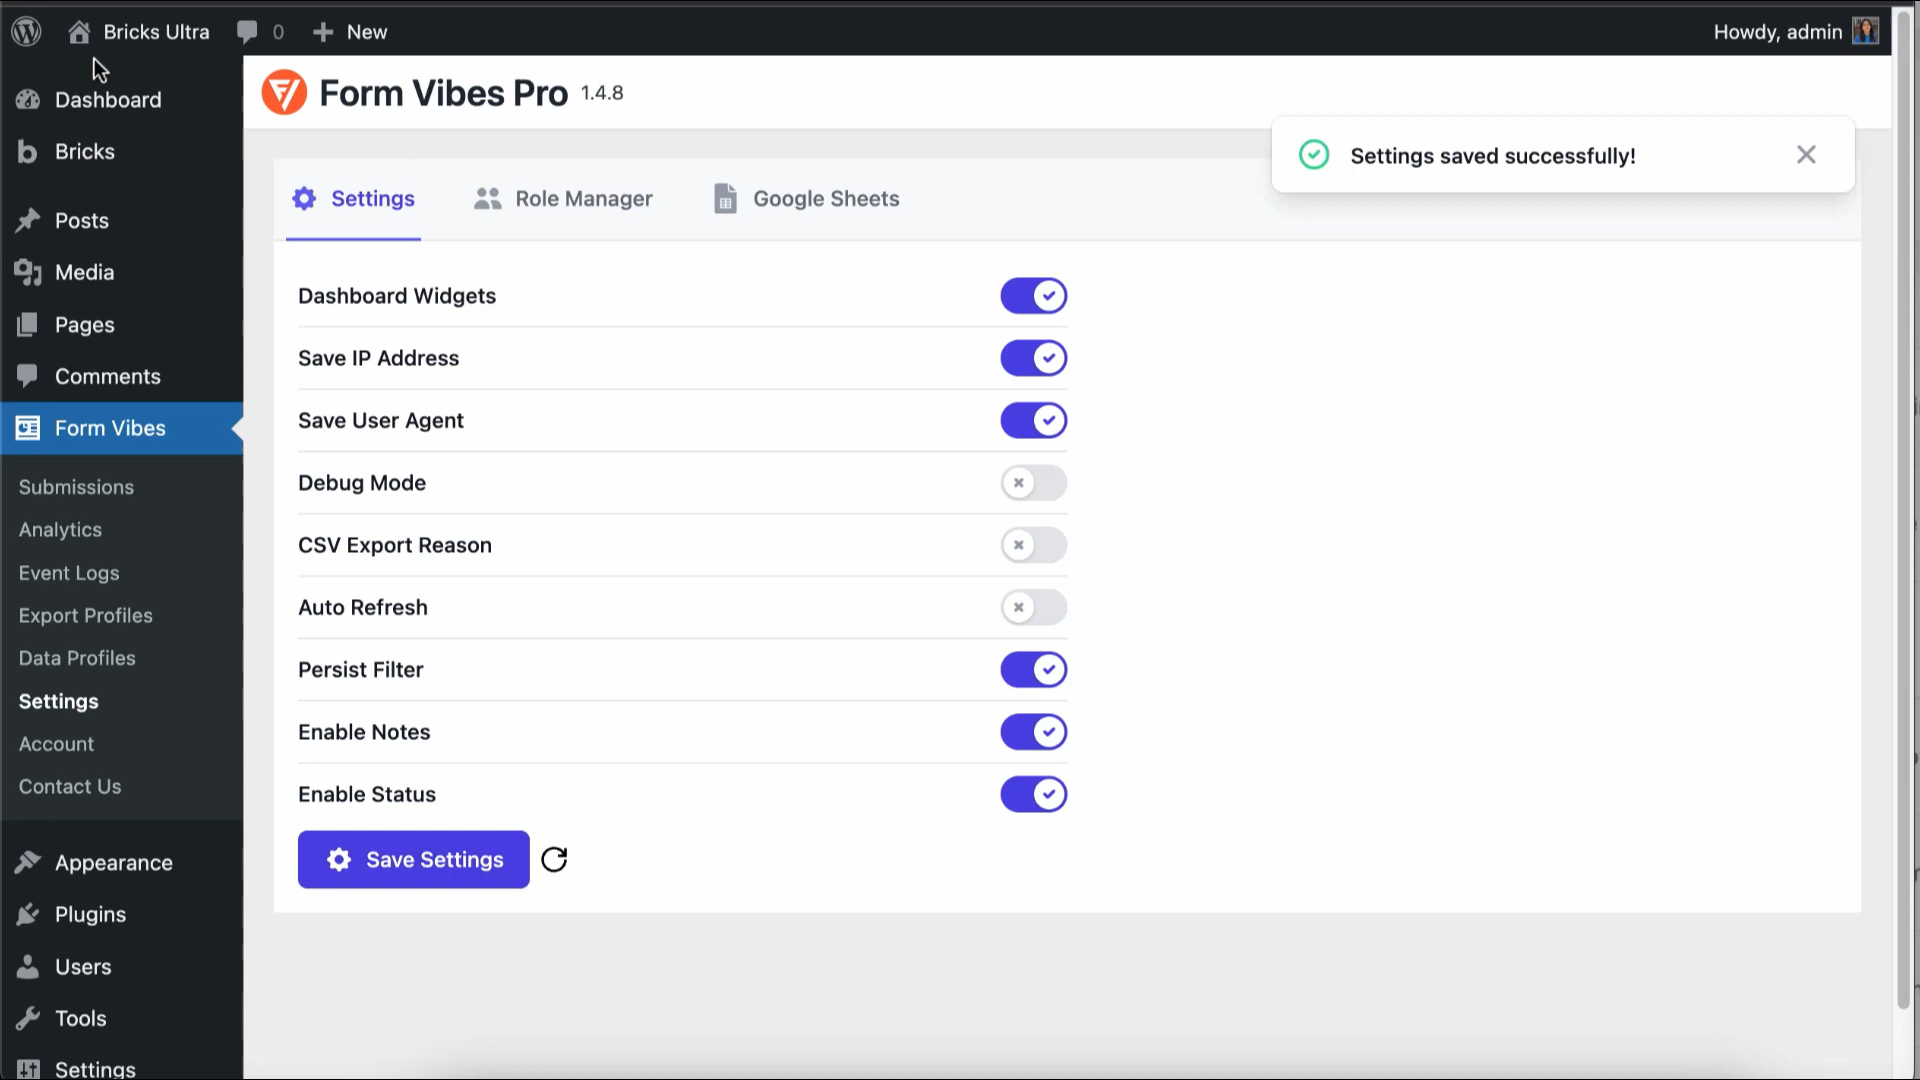 Bricks Ultra
0
New
Howdy, admin
Dashboard
Bricks
Posts
Media
Pages
Comments
Form Vibes
Submissions
Analytics
Event Logs
Export Profiles
Data Profiles
Settings
Account
Contact Us
Appearance
Plugins
Users
Tools
Settings
Form Vibes Pro 1.4.8
Settings saved successfully!
Settings
Role Manager
Google Sheets
Dashboard Widgets
Save IP Address
Save User Agent
Debug Mode
CSV Export Reason
Auto Refresh
Persist Filter
Enable Notes
Enable Status
Save Settings